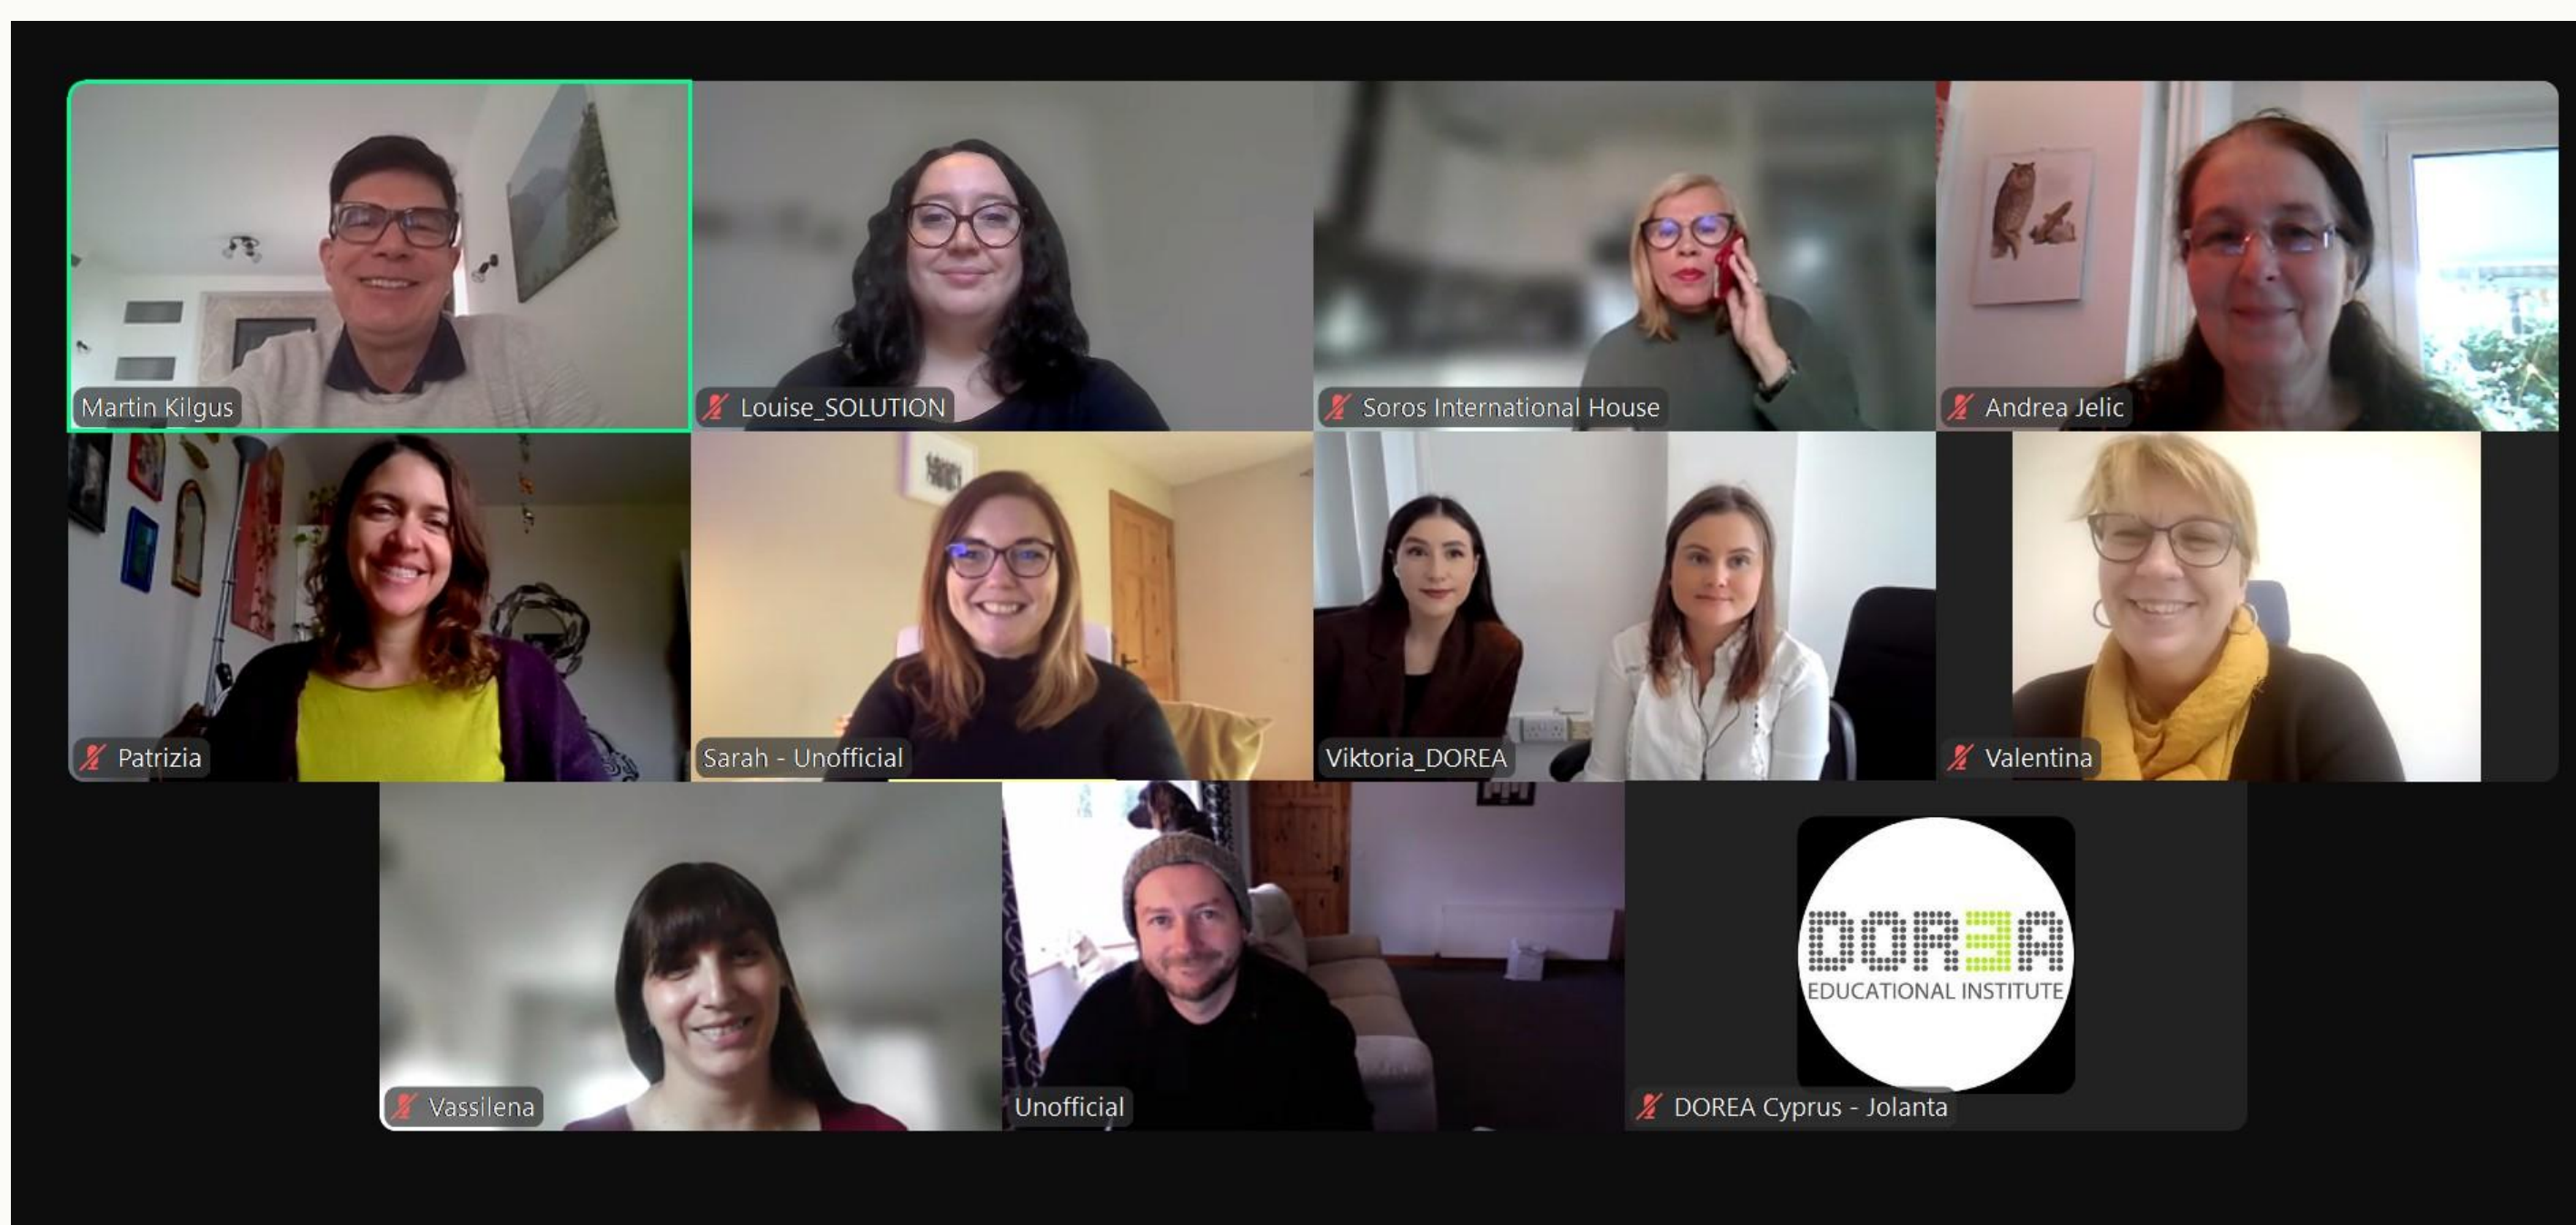 Martin Kilgus
Louise_SOLUTION
Soros International House
Andrea Jelic
Patrizia
Sarah - Unofficial
Viktoria_DOREA
Valentina
Vassilena
Unofficial
DOREA
EDUCATIONAL INSTITUTE
DOREA Cyprus - Jolanta